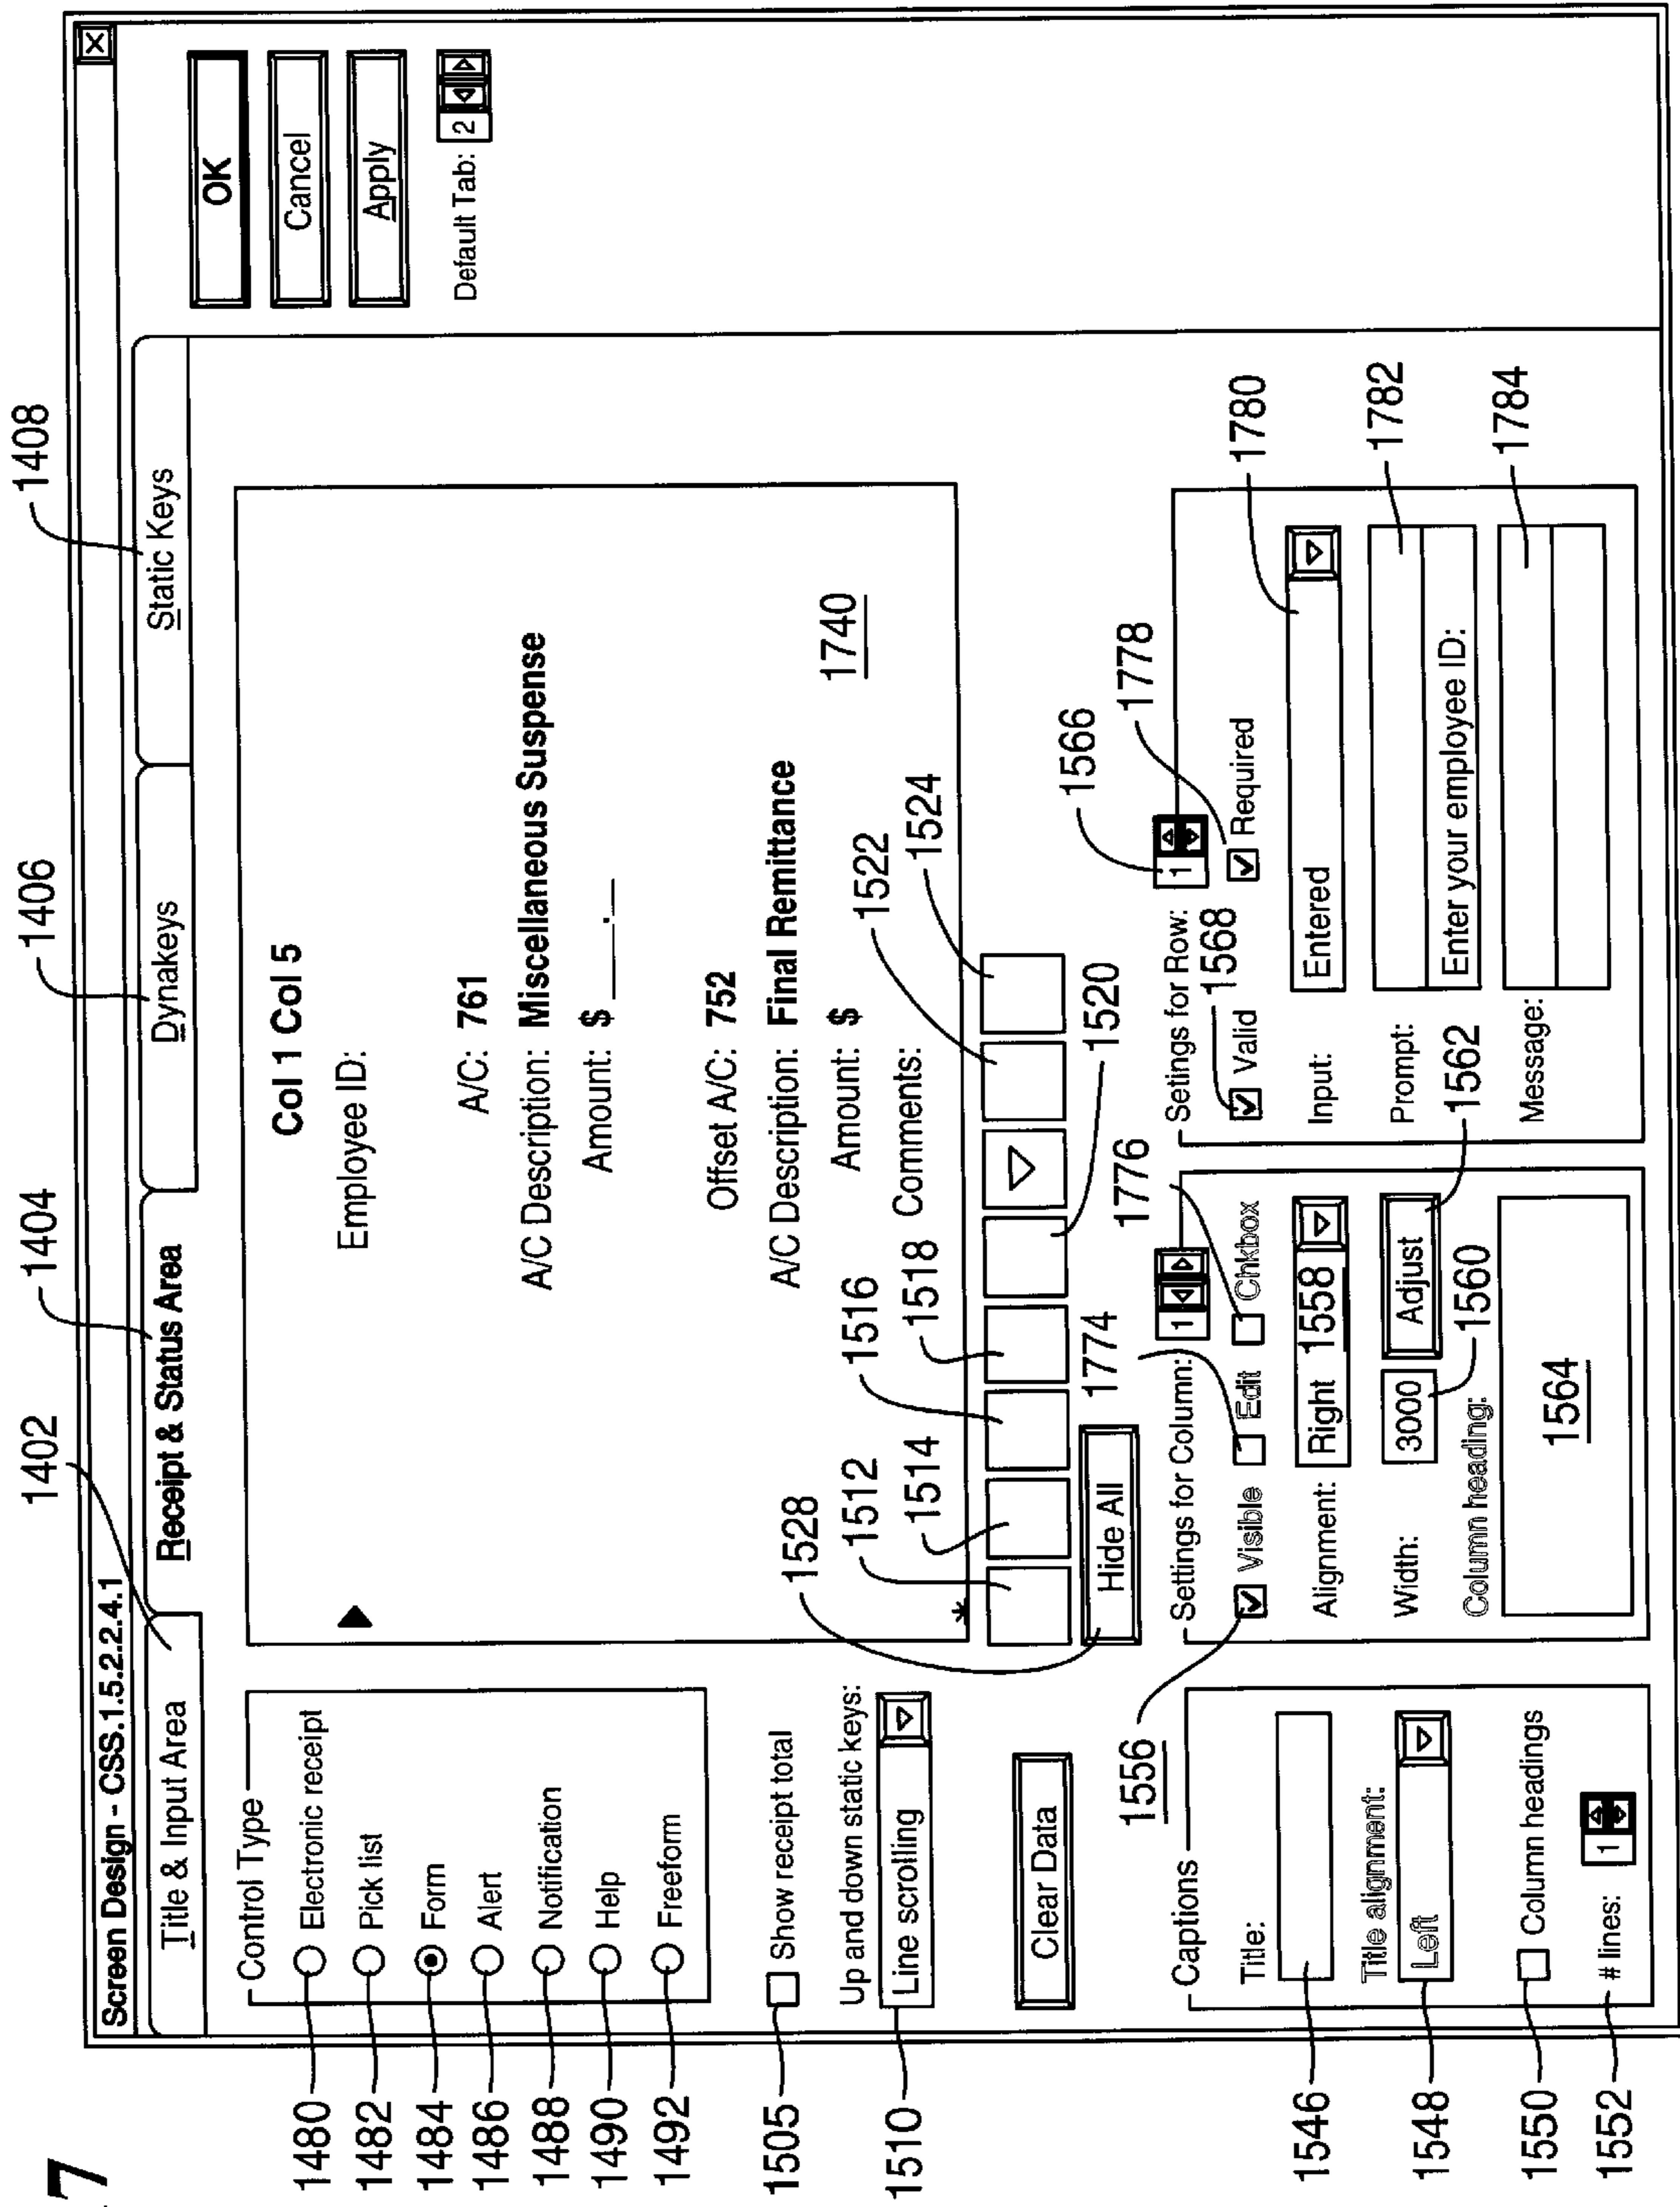 7
1402
1404
1406
1408
Screen Design - CSS.1.5.2.2.4.1
X
Title & Input Area
Receipt & Status Area
Dynakeys
Static Keys
OK
Cancel
Apply
Default Tab: 2
Control Type
1480 Electronic receipt
1482 Pick list
1484 Form
1486 Alert
1488 Notification
1490 Help
1492 Freeform
1505 Show receipt total
Up and down static keys:
1510 Line scrolling
Clear Data
Col 1 Col 5
Employee ID:
A/C: 761
A/C Description: Miscellaneous Suspense
Amount: $ ____.__
Offset A/C: 752
A/C Description: Final Remittance
Amount: $
Comments:
1740
*
1528
1512
1514
1516
1518
1520
1522
1524
Hide All
1774
1776
1566
1778
1556
Captions
Title:
1546
Title alignment:
1548 Left
1550 Column headings
1552 # lines: 1
Settings for Column: 1
Visible Edit Chkbox
Alignment: Right 1558
Width: 3000 Adjust
1560
1562
Column heading:
1564
Setings for Row: 1
1568
Valid Required
Input: Entered
1780
Prompt: Enter your employee ID:
1782
Message:
1784